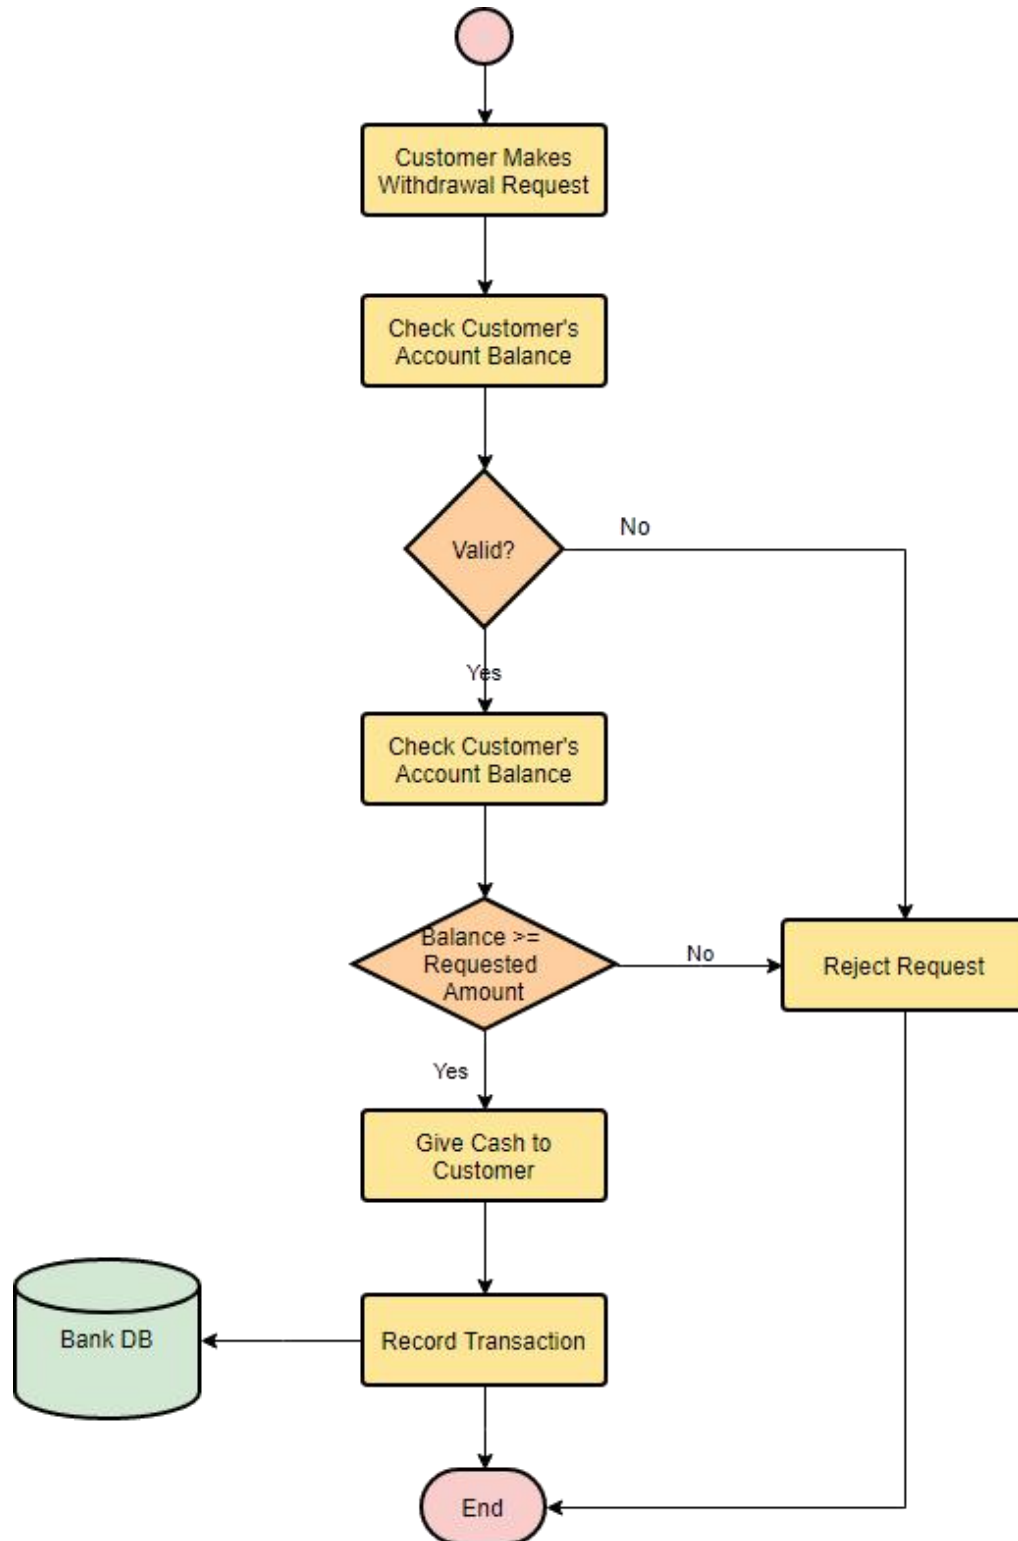 Customer Makes
Withdrawal Request
Check Customer's
Account Balance
Valid?
No
Yes
Check Customer's
Account Balance
Balance >=
Requested
Amount
No
Reject Request
Yes
Give Cash to
Customer
Bank DB
Record Transaction
End